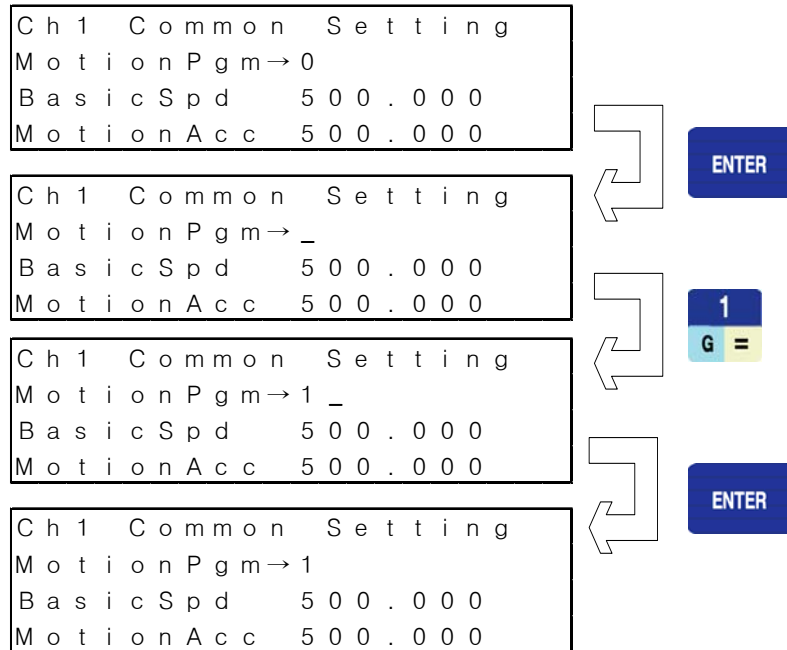 Ch1 Common Setting
MotionPgm→0
BasicSpd 500.000
MotionAcc 500.000
ENTER
Ch1 Common Setting
MotionPgm→_
BasicSpd 500.000
MotionAcc 500.000
1
G =
Ch1 Common Setting
MotionPgm→1_
BasicSpd 500.000
MotionAcc 500.000
ENTER
Ch1 Common Setting
MotionPgm→1
BasicSpd 500.000
MotionAcc 500.000